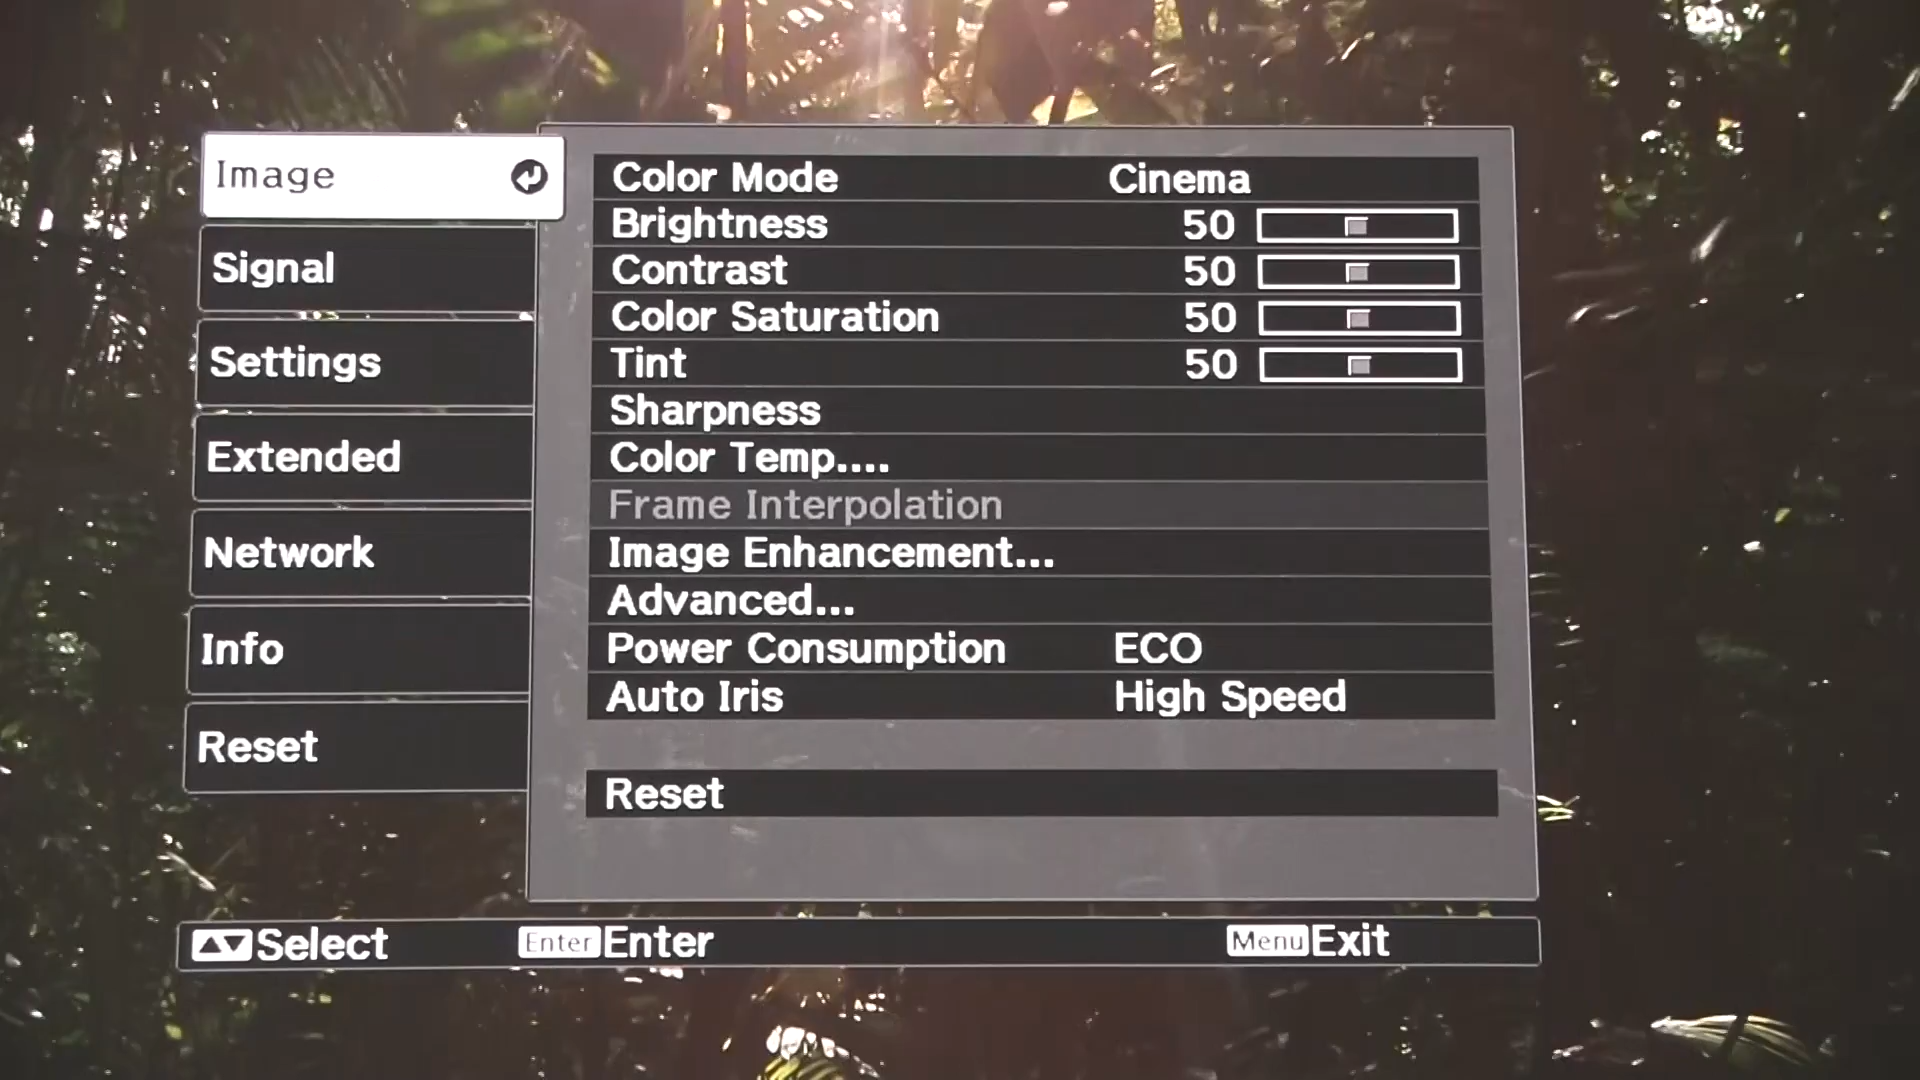 Image
Signal
Settings
Extended
Network
Info
Reset
Color Mode Cinema
Brightness 50
Contrast 50
Color Saturation 50
Tint 50
Sharpness
Color Temp....
Frame Interpolation
Image Enhancement...
Advanced...
Power Consumption ECO
Auto Iris High Speed
Reset
Select Enter Enter Menu Exit